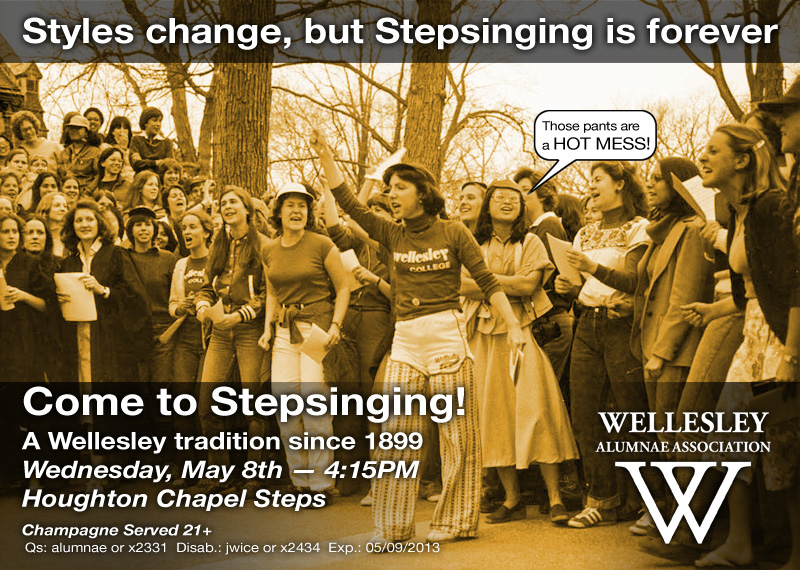 Styles change, but Stepsinging is forever
Those pants are
a HOT MESS!
Wellesley
COLLEGE
Come to Stepsinging!
A Wellesley tradition since 1899
Wednesday, May 8th — 4:15PM
Houghton Chapel Steps
Champagne Served 21+
Qs: alumnae or x2331  Disab.: jwice or x2434  Exp.: 05/09/2013
WELLESLEY
ALUMNAE ASSOCIATION
W